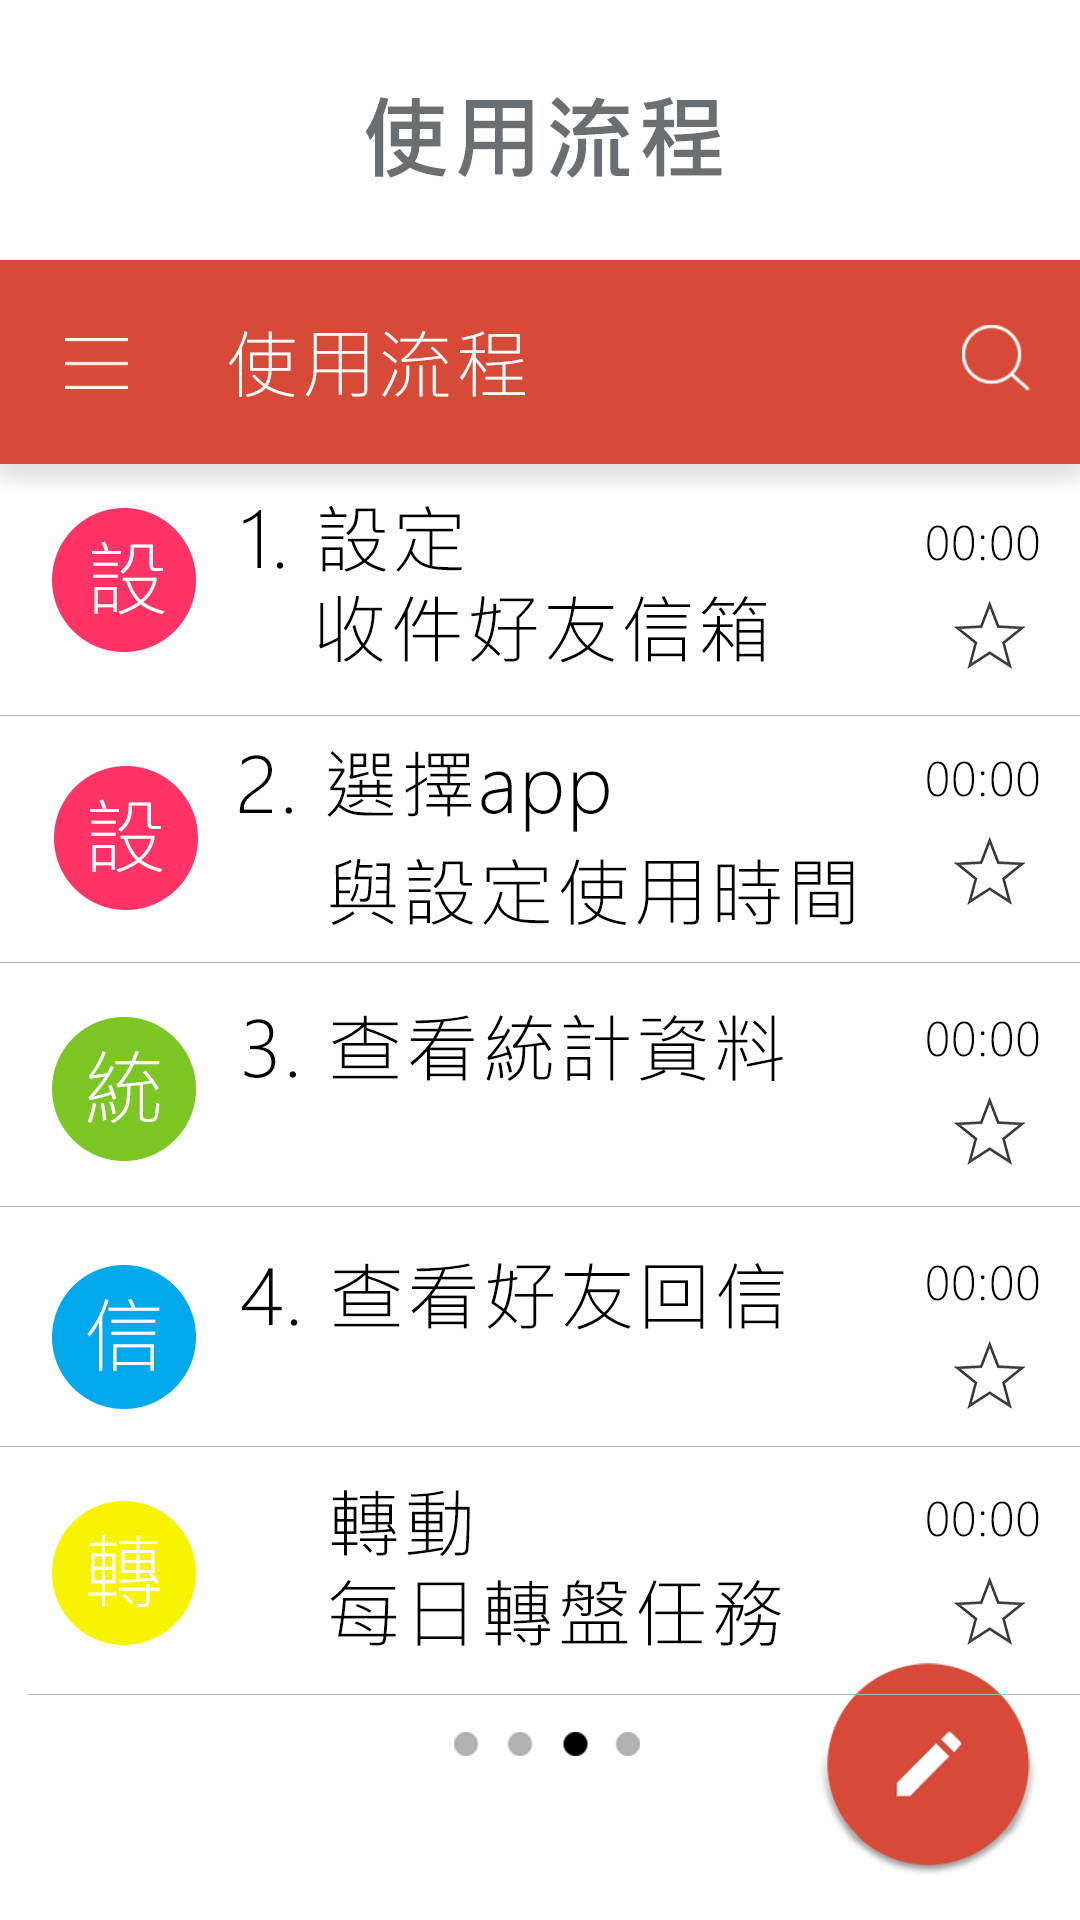 使用流程
使用流程
設
1. 設定
收件好友信箱
00:00
設
2. 選擇app
與設定使用時間
00:00
統
3. 查看統計資料
00:00
信
4. 查看好友回信
00:00
轉
轉動
每日轉盤任務
00:00